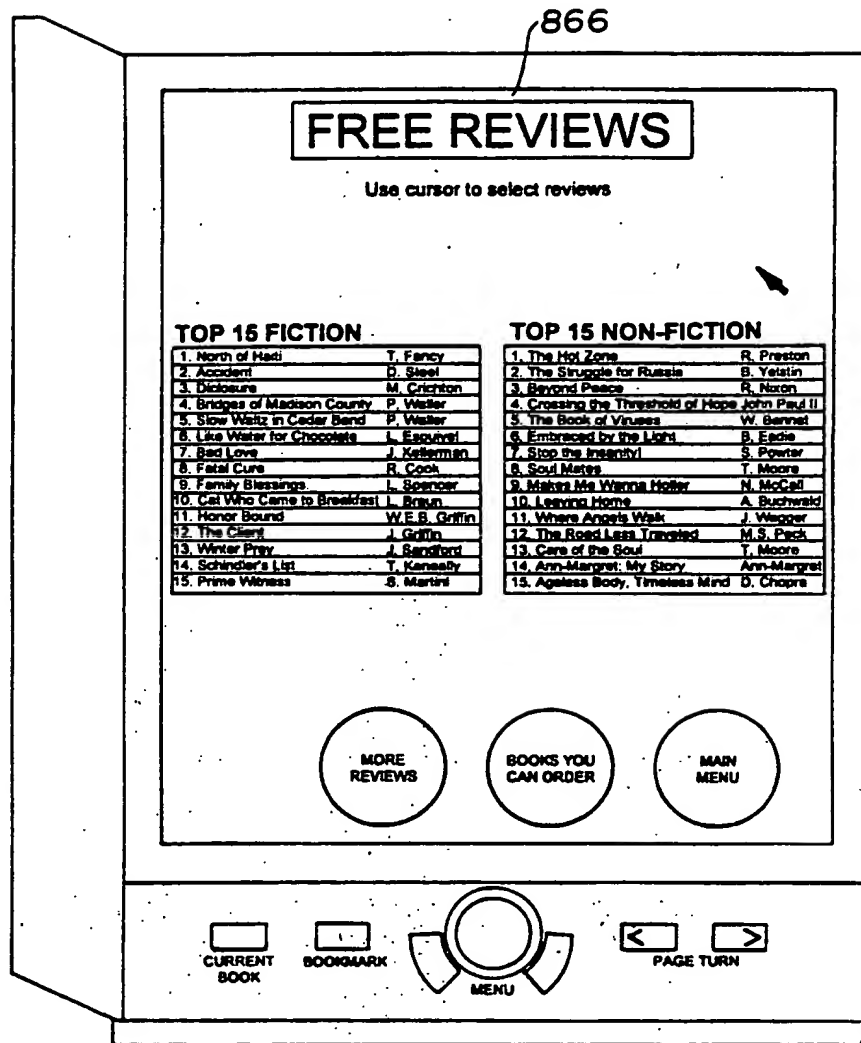 866
FREE REVIEWS
Use cursor to select reviews
TOP 15 FICTION
1. North of Haiti T. Fancy
2. Accident D. Steel
3. Diclosure M. Crichton
4. Bridges of Madison County P. Waller
5. Slow Waltz in Cedar Bend P. Waller
6. Like Water for Chocolate L. Esquivel
7. Bad Love J. Kellerman
8. Fatal Cure R. Cook
9. Family Blessings L. Spencer
10. Cat Who Came to Breakfast L. Braun
11. Honor Bound W.E.B. Griffin
12. The Client J. Griffin
13. Winter Prey J. Sandford
14. Schindler's List T. Kaneally
15. Prime Witness S. Martini
TOP 15 NON-FICTION
1. The Hot Zone R. Preston
2. The Struggle for Russia B. Yelstin
3. Beyond Peace R. Nixon
4. Crossing the Threshold of Hope John Paul II
5. The Book of Viruses W. Bennet
6. Embraced by the Light B. Eadie
7. Stop the Insanity! S. Powter
8. Soul Mates T. Moore
9. Makes Me Wanna Holler N. McCall
10. Leaving Home A. Buchwald
11. Where Angels Walk J. Wagger
12. The Road Less Traveled M.S. Peck
13. Care of the Soul T. Moore
14. Ann-Margret: My Story Ann-Margret
15. Ageless Body, Timeless Mind D. Chopra
MORE
REVIEWS
BOOKS YOU
CAN ORDER
MAIN
MENU
CURRENT
BOOK
BOOKMARK
MENU
< >
PAGE TURN